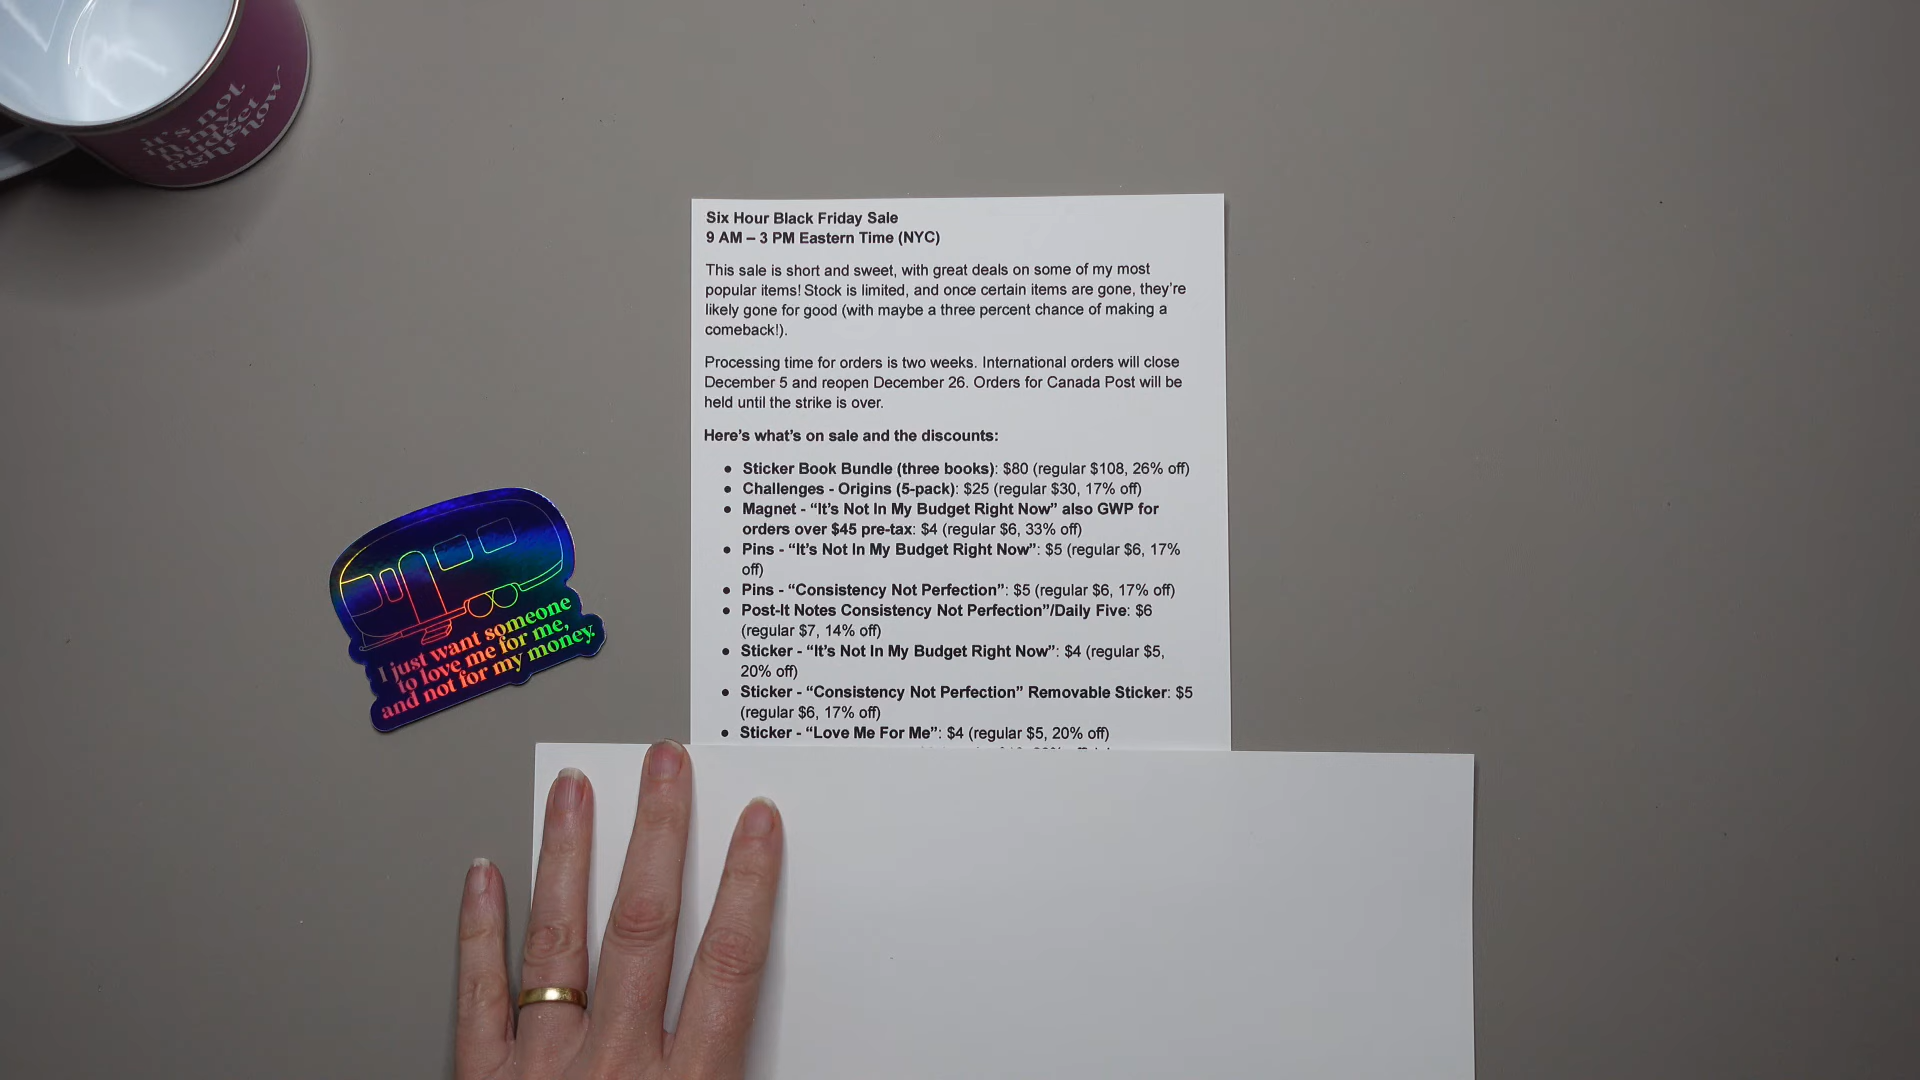 it's not
in my
budget
right now
Six Hour Black Friday Sale
9 AM – 3 PM Eastern Time (NYC)
This sale is short and sweet, with great deals on some of my most
popular items! Stock is limited, and once certain items are gone, they're
likely gone for good (with maybe a three percent chance of making a
comeback!).
Processing time for orders is two weeks. International orders will close
December 5 and reopen December 26. Orders for Canada Post will be
held until the strike is over.
Here's what's on sale and the discounts:
• Sticker Book Bundle (three books): $80 (regular $108, 26% off)
• Challenges - Origins (5-pack): $25 (regular $30, 17% off)
• Magnet - “It's Not In My Budget Right Now” also GWP for
orders over $45 pre-tax: $4 (regular $6, 33% off)
• Pins - “It's Not In My Budget Right Now”: $5 (regular $6, 17%
off)
• Pins - “Consistency Not Perfection”: $5 (regular $6, 17% off)
• Post-It Notes Consistency Not Perfection”/Daily Five: $6
(regular $7, 14% off)
• Sticker - “It's Not In My Budget Right Now”: $4 (regular $5,
20% off)
• Sticker - “Consistency Not Perfection” Removable Sticker: $5
(regular $6, 17% off)
• Sticker - “Love Me For Me”: $4 (regular $5, 20% off)
I just want someone
to love me for me,
and not for my money.